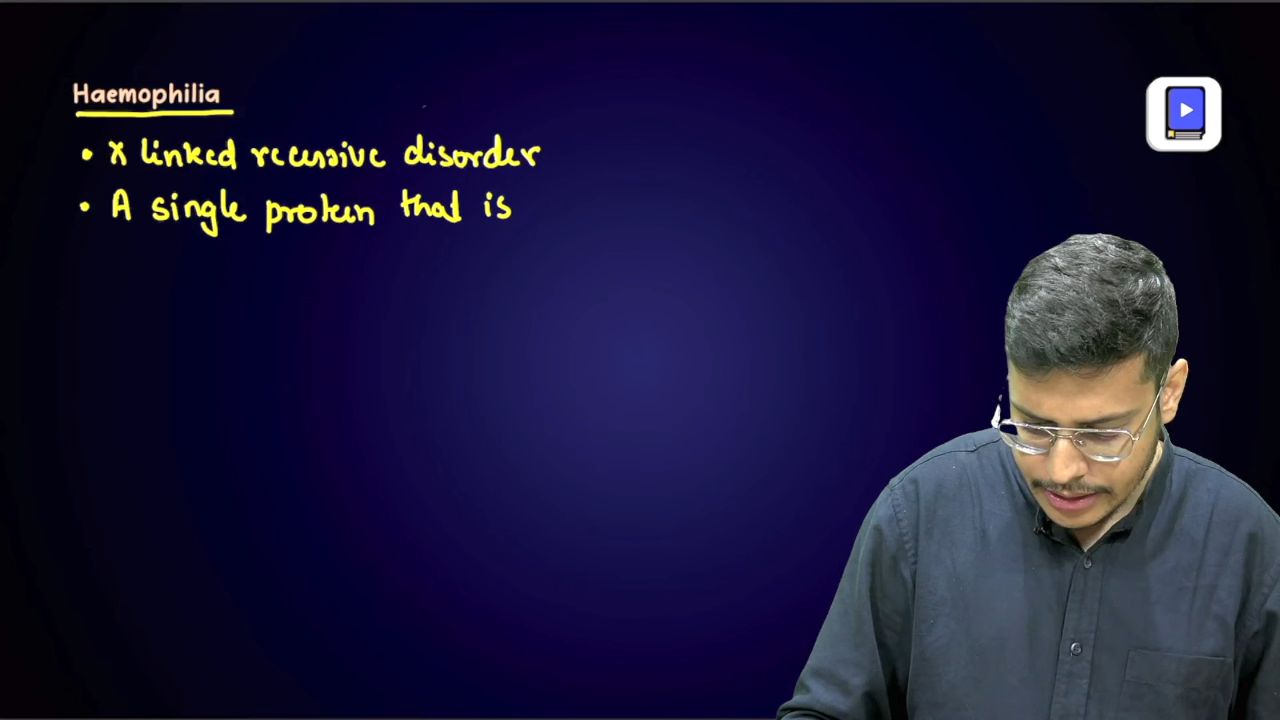 Haemophilia
• X linked recessive disorder
• A single protein that is